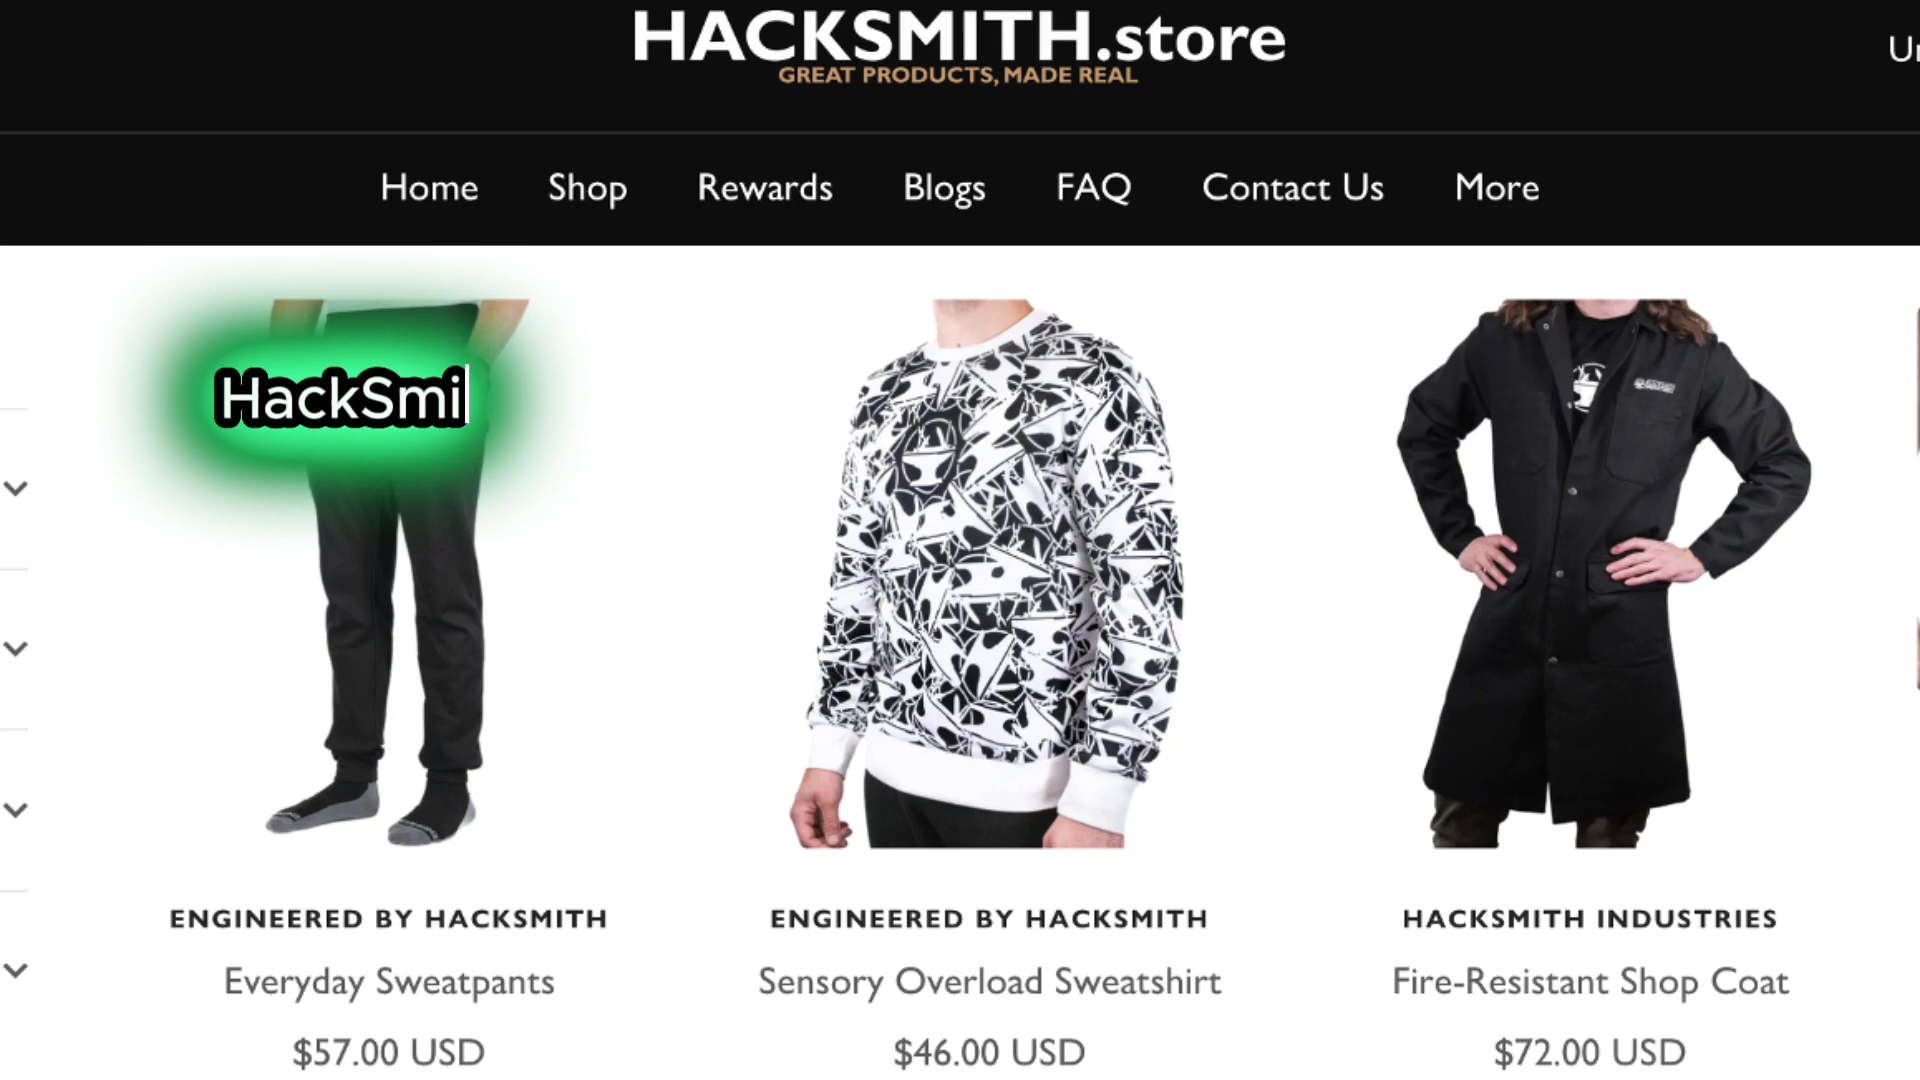 HACKSMITH.store
GREAT PRODUCTS, MADE REAL
Home Shop Rewards Blogs FAQ Contact Us More
HackSmi
ENGINEERED BY HACKSMITH
Everyday Sweatpants
$57.00 USD
ENGINEERED BY HACKSMITH
Sensory Overload Sweatshirt
$46.00 USD
HACKSMITH INDUSTRIES
Fire-Resistant Shop Coat
$72.00 USD